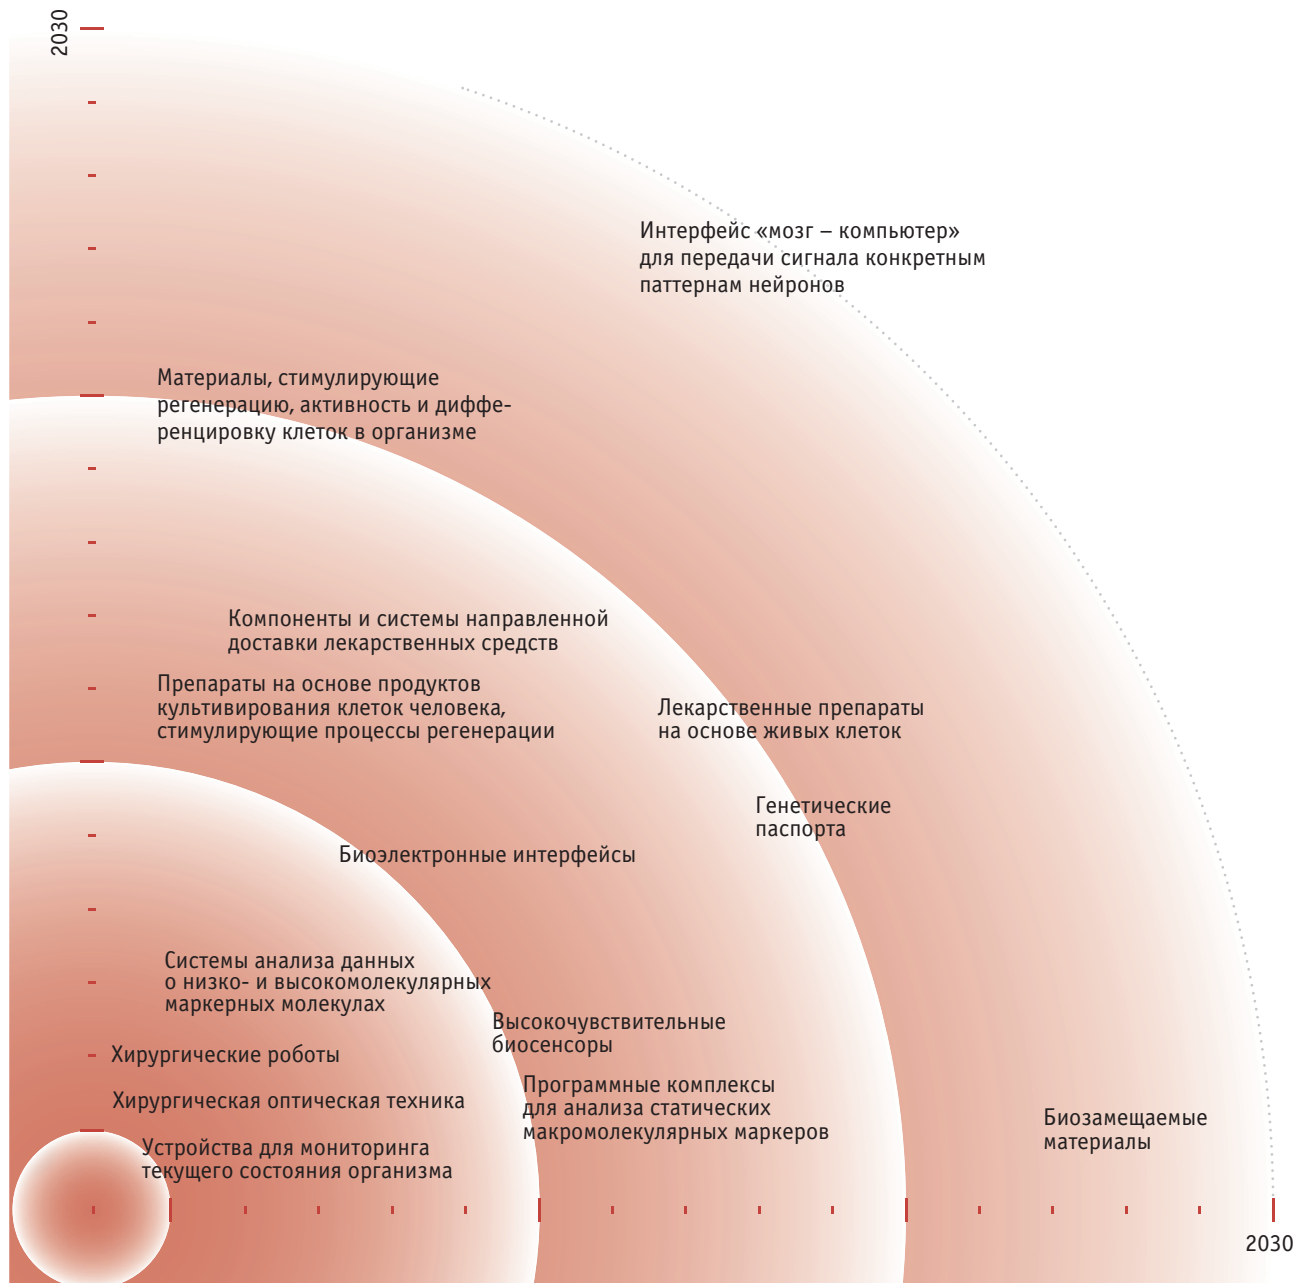 2030
Интерфейс «мозг – компьютер»
для передачи сигнала конкретным
паттернам нейронов
Материалы, стимулирующие
регенерацию, активность и диффе-
ренцировку клеток в организме
Компоненты и системы направленной
доставки лекарственных средств
Препараты на основе продуктов
культивирования клеток человека,
стимулирующие процессы регенерации
Лекарственные препараты
на основе живых клеток
Генетические
паспорта
Биоэлектронные интерфейсы
Системы анализа данных
о низко- и высокомолекулярных
маркерных молекулах
Высокочувствительные
биосенсоры
Хирургические роботы
Программные комплексы
для анализа статических
макромолекулярных маркеров
Хирургическая оптическая техника
Биозамещаемые
материалы
Устройства для мониторинга
текущего состояния организма
2030